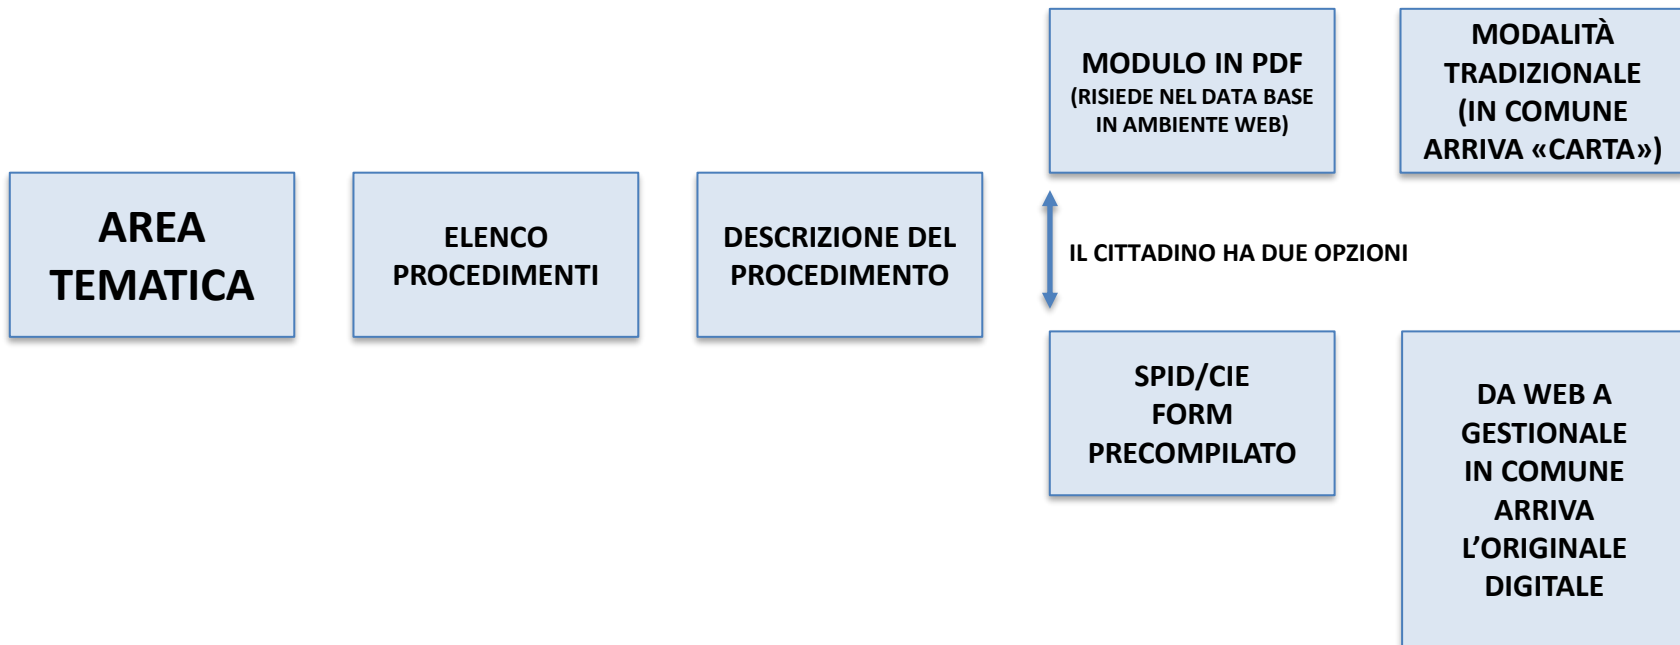 AREA
TEMATICA
ELENCO
PROCEDIMENTI
DESCRIZIONE DEL
PROCEDIMENTO
MODULO IN PDF
(RISIEDE NEL DATA BASE
IN AMBIENTE WEB)
MODALITÀ
TRADIZIONALE
(IN COMUNE
ARRIVA «CARTA»)
IL CITTADINO HA DUE OPZIONI
SPID/CIE
FORM
PRECOMPILATO
DA WEB A
GESTIONALE
IN COMUNE
ARRIVA
L’ORIGINALE
DIGITALE